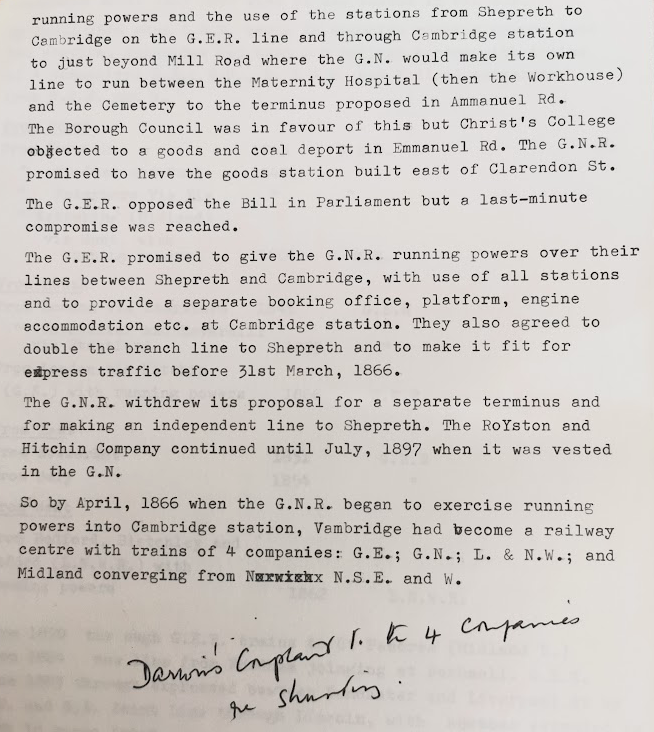 running powers and the use of the stations from Shepreth to
Cambridge on the G.E.R. line and through Cambridge station
to just beyond Mill Road where the G.N. would make its own
line to run between the Maternity Hospital (then the Workhouse)
and the Cemetery to the terminus proposed in Ammanuel Rd.
The Borough Council was in favour of this but Christ's College
objected to a goods and coal deport in Emmanuel Rd. The G.N.R.
promised to have the goods station built east of Clarendon St.
The G.E.R. opposed the Bill in Parliament but a last-minute
compromise was reached.
The G.E.R. promised to give the G.N.R. running powers over their
lines between Shepreth and Cambridge, with use of all stations
and to provide a separate booking office, platform, engine
accommodation etc. at Cambridge station. They also agreed to
double the branch line to Shepreth and to make it fit for
express traffic before 31st March, 1866.
The G.N.R. withdrew its proposal for a separate terminus and
for making an independent line to Shepreth. The RoYston and
Hitchin Company continued until July, 1897 when it was vested
in the G.N.
So by April, 1866 when the G.N.R. began to exercise running
powers into Cambridge station, Vambridge had become a railway
centre with trains of 4 companies: G.E.; G.N.; L. & N.W.; and
Midland converging from N.S.E. and W.
Darwin's Complaint to the 4 Companies
re shunting.